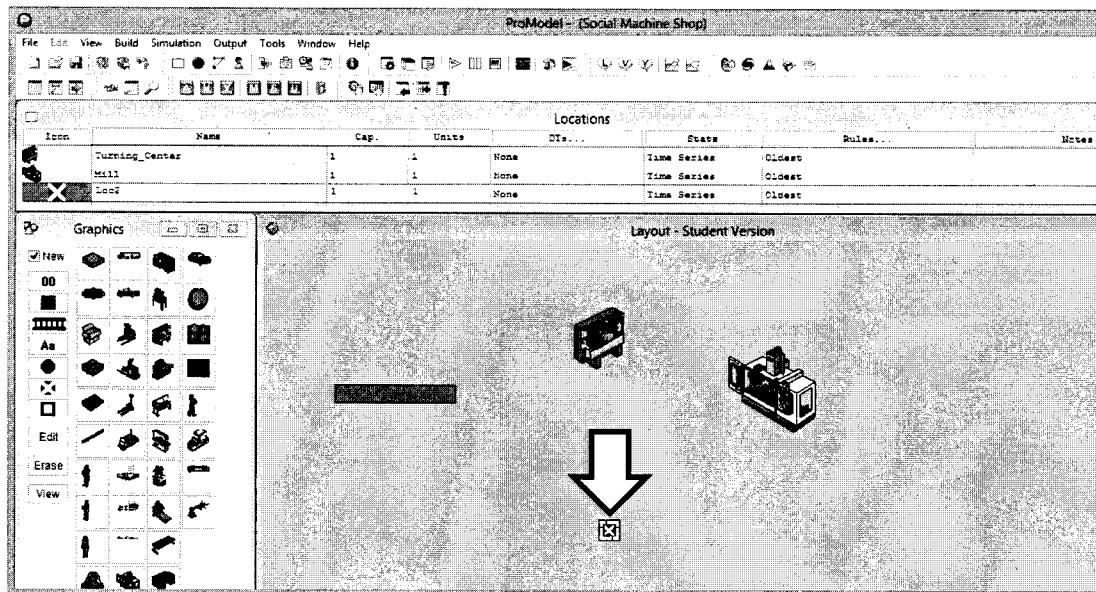 ProModel - (Social Machine Shop)
File Edit View Build Simulation Output Tools Window Help
Locations
Icon Name Cap. Units DTs... Stats Rules... Notes
Turning_Center 1 1 None Time Series Oldest
Mill 1 1 None Time Series Oldest
Loc2 1 1 None Time Series Oldest
Graphics
Layout - Student Version
New
00
Aa
Edit
Erase
View